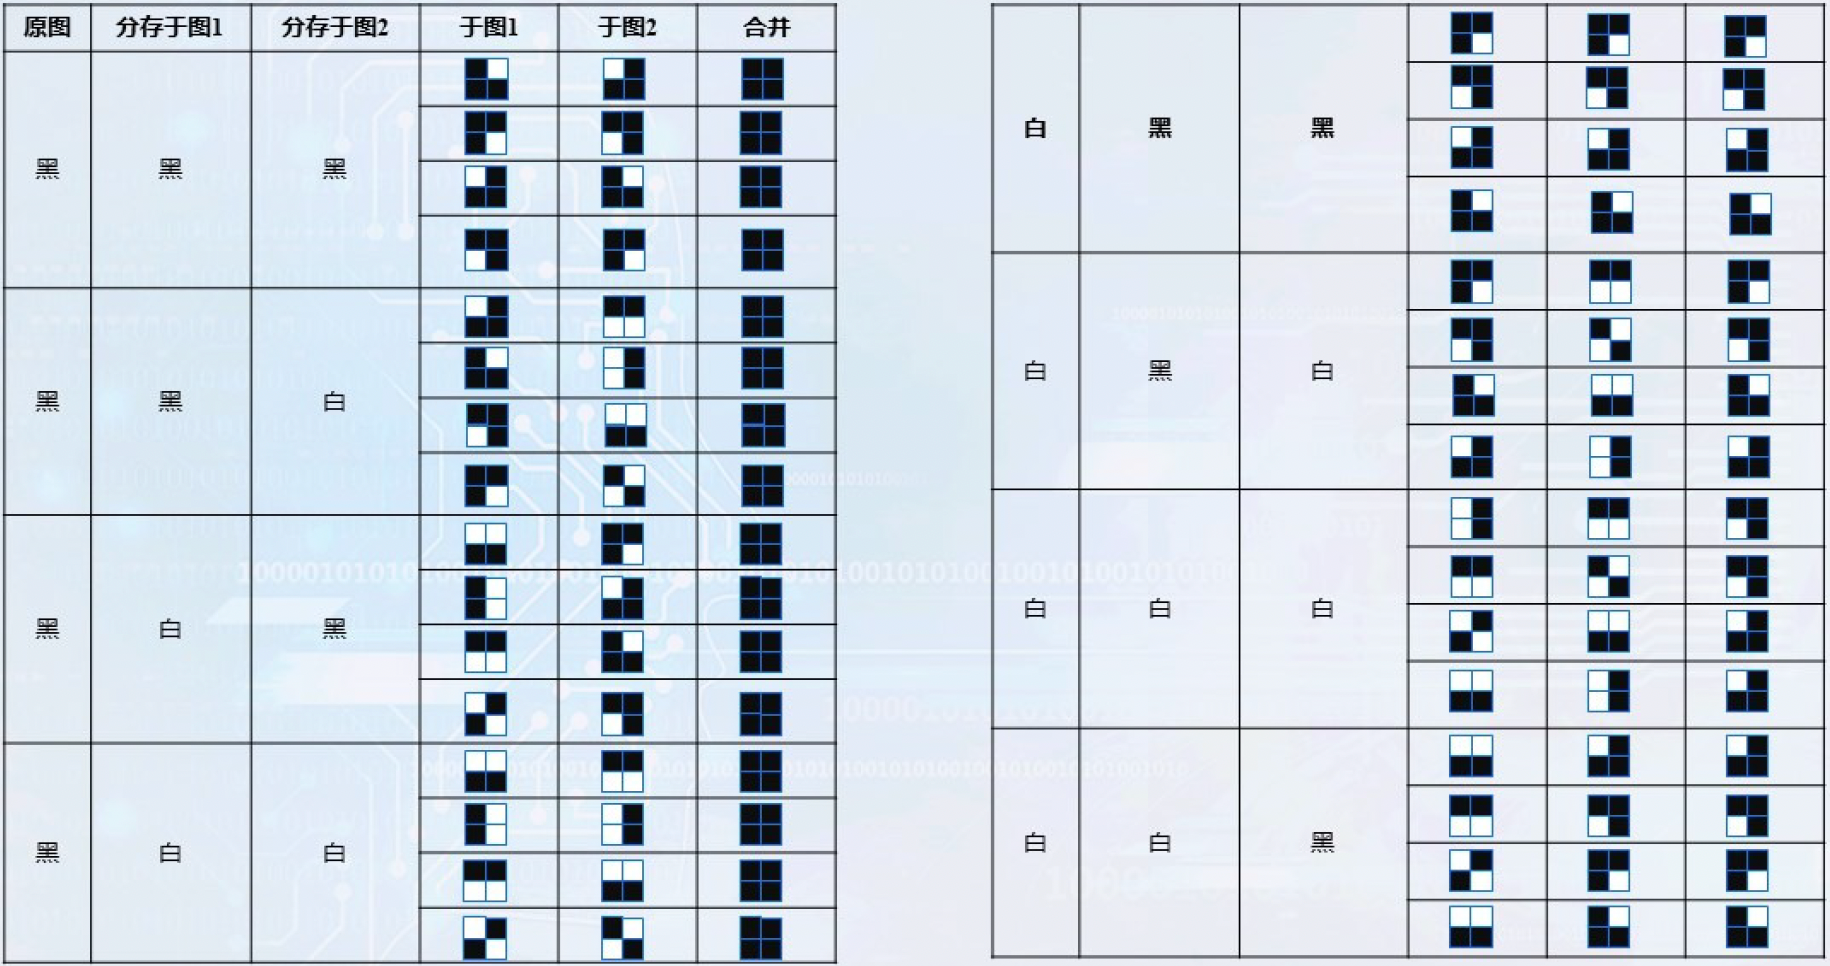 原图 分存于图1 分存于图2 于图1 于图2 合并
黑 黑 黑
黑 黑 白
黑 白 黑
黑 白 白
白 黑 黑
白 黑 白
白 白 白
白 白 黑